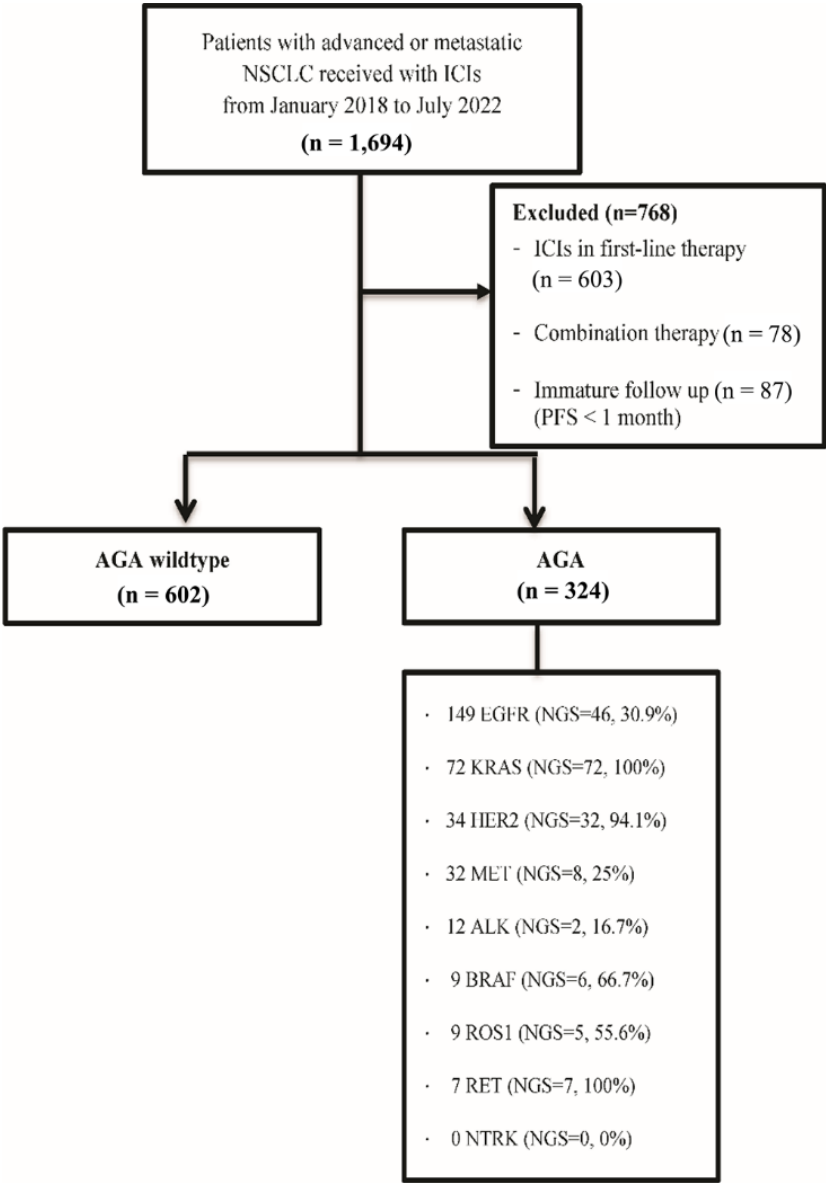 Patients with advanced or metastatic
NSCLC received with ICIs
from January 2018 to July 2022
(n = 1,694)
Excluded (n=768)
- ICIs in first-line therapy
(n = 603)
- Combination therapy (n = 78)
- Immature follow up (n = 87)
(PFS < 1 month)
AGA wildtype
(n = 602)
AGA
(n = 324)
· 149 EGFR (NGS=46, 30.9%)
· 72 KRAS (NGS=72, 100%)
· 34 HER2 (NGS=32, 94.1%)
· 32 MET (NGS=8, 25%)
· 12 ALK (NGS=2, 16.7%)
· 9 BRAF (NGS=6, 66.7%)
· 9 ROS1 (NGS=5, 55.6%)
· 7 RET (NGS=7, 100%)
· 0 NTRK (NGS=0, 0%)